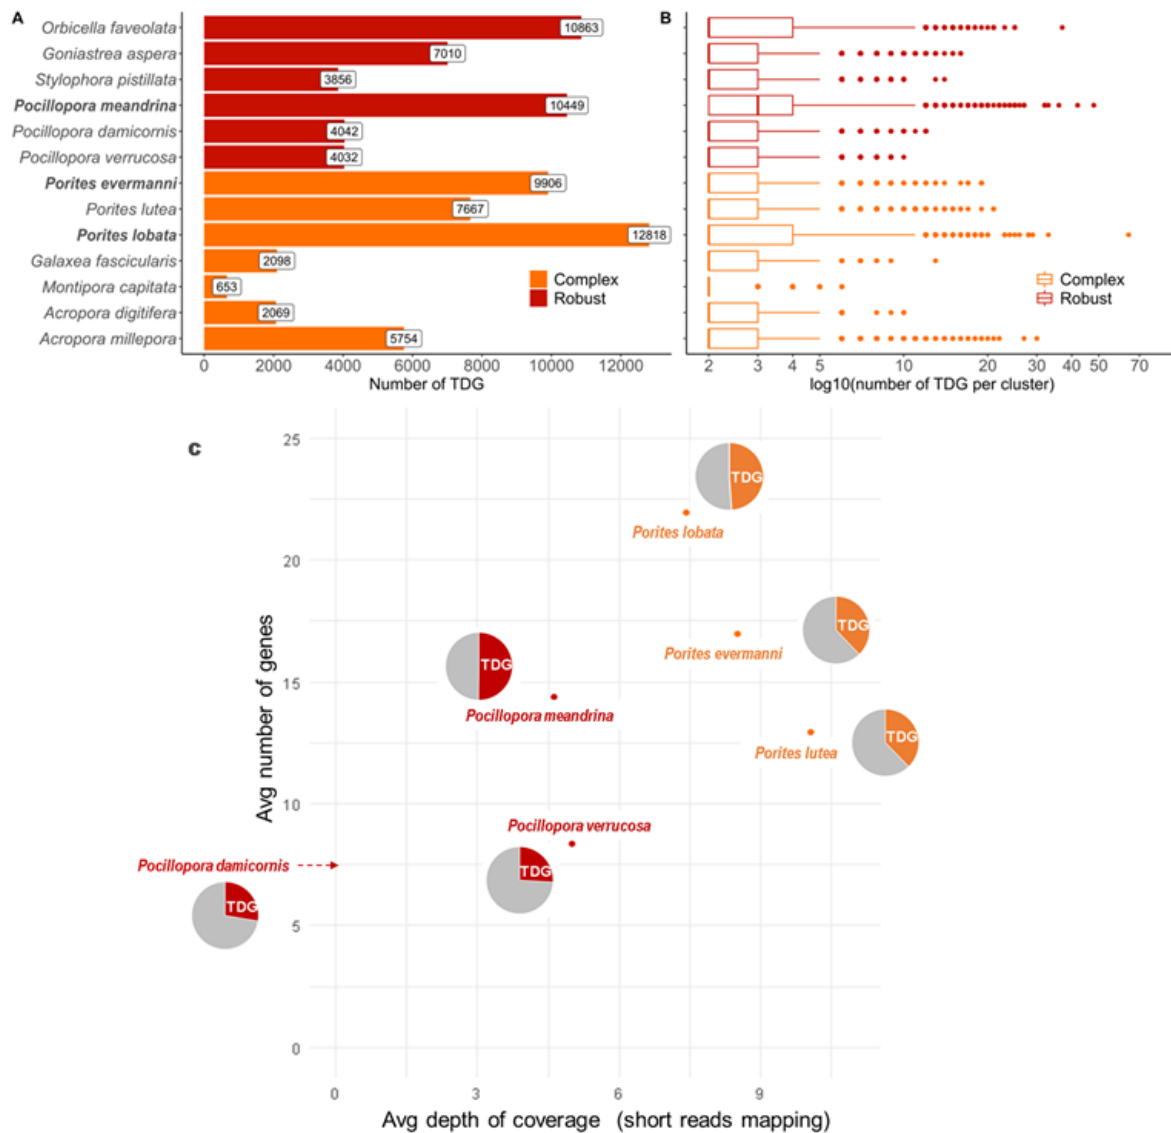 A
Orbicella faveolata
Goniastrea aspera
Stylophora pistillata
Pocillopora meandrina
Pocillopora damicornis
Pocillopora verrucosa
Porites evermanni
Porites lutea
Porites lobata
Galaxea fascicularis
Montipora capitata
Acropora digitifera
Acropora millepora
10863
7010
3856
10449
4042
4032
9906
7667
12818
2098
653
2069
5754
Complex
Robust
0 2000 4000 6000 8000 10000 12000
Number of TDG
B
Complex
Robust
2 3 4 5 10 20 30 40 50 70
log10(number of TDG per cluster)
C
25
20
15
10
5
0
Avg number of genes
TDG
Porites lobata
TDG
Porites evermanni
TDG
Pocillopora meandrina
TDG
Porites lutea
Pocillopora verrucosa
TDG
Pocillopora damicornis
TDG
0 3 6 9
Avg depth of coverage (short reads mapping)